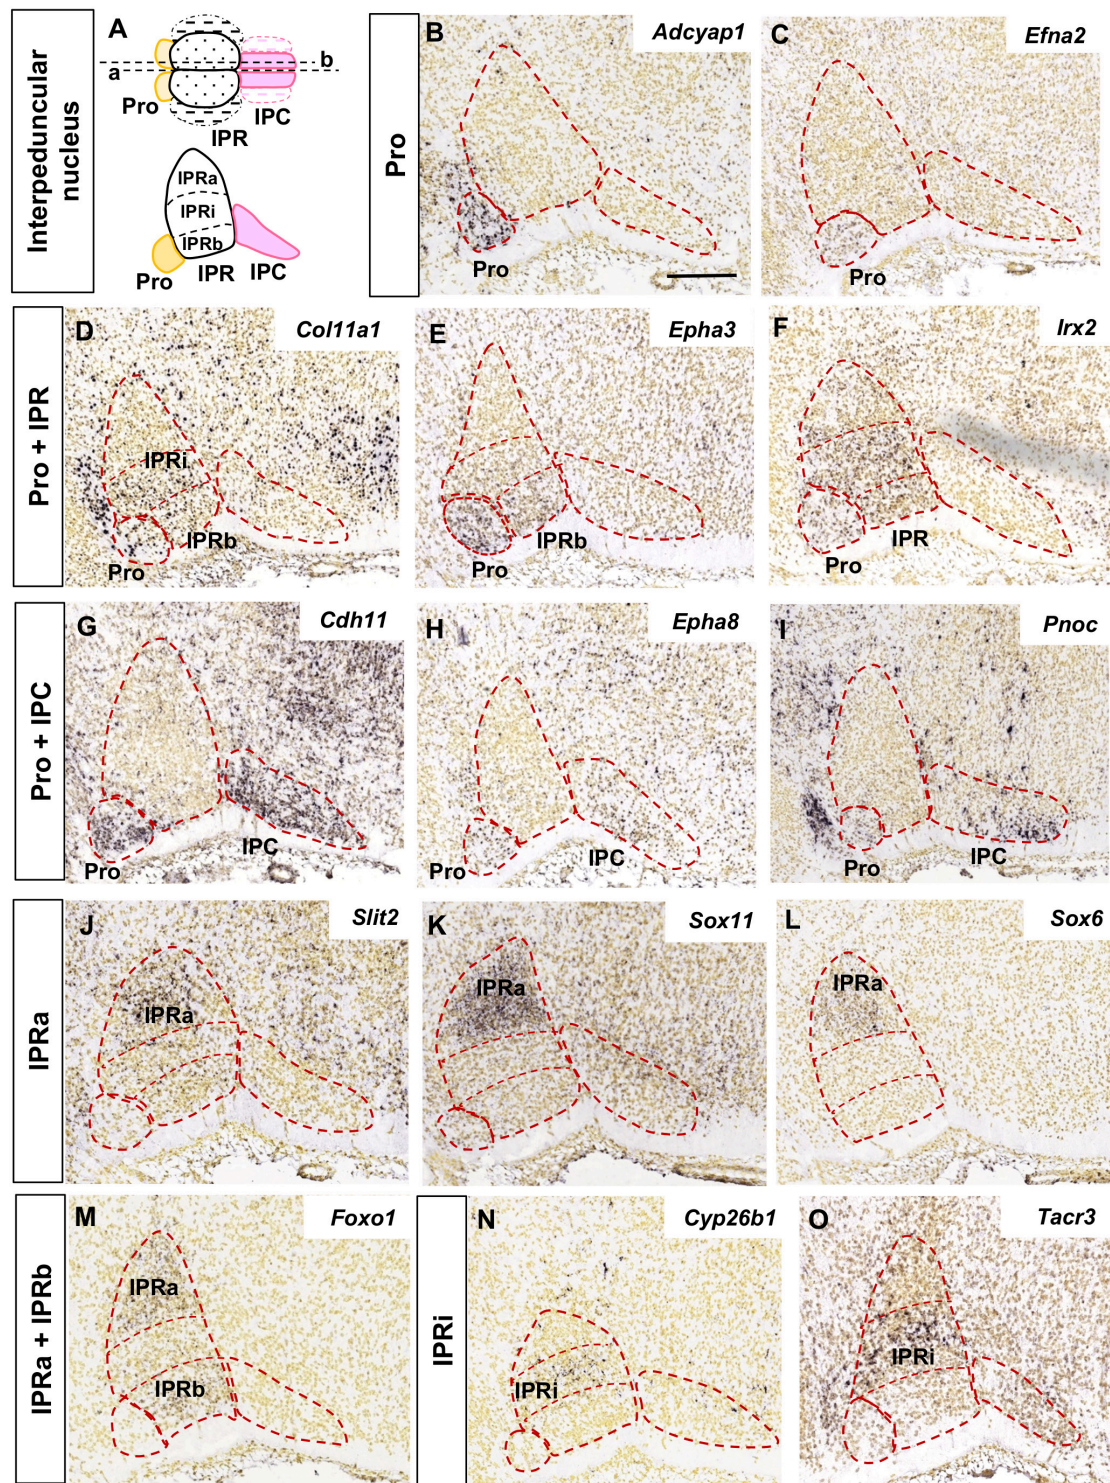 Interpeduncular
nucleus
A
b
a
Pro
IPR
IPC
IPRa
IPRi
IPRb
Pro
IPR
IPC
Pro
B
Adcyap1
Pro
C
Efna2
Pro
Pro + IPR
D
Col11a1
IPRi
IPRb
Pro
E
Epha3
IPRb
Pro
F
Irx2
IPR
Pro + IPC
G
Cdh11
IPC
Pro
H
Epha8
IPC
Pro
I
Pnoc
IPC
Pro
IPRa
J
Slit2
IPRa
K
Sox11
IPRa
L
Sox6
IPRa
IPRa + IPRb
M
Foxo1
IPRa
IPRb
IPRi
N
Cyp26b1
IPRi
O
Tacr3
IPRi